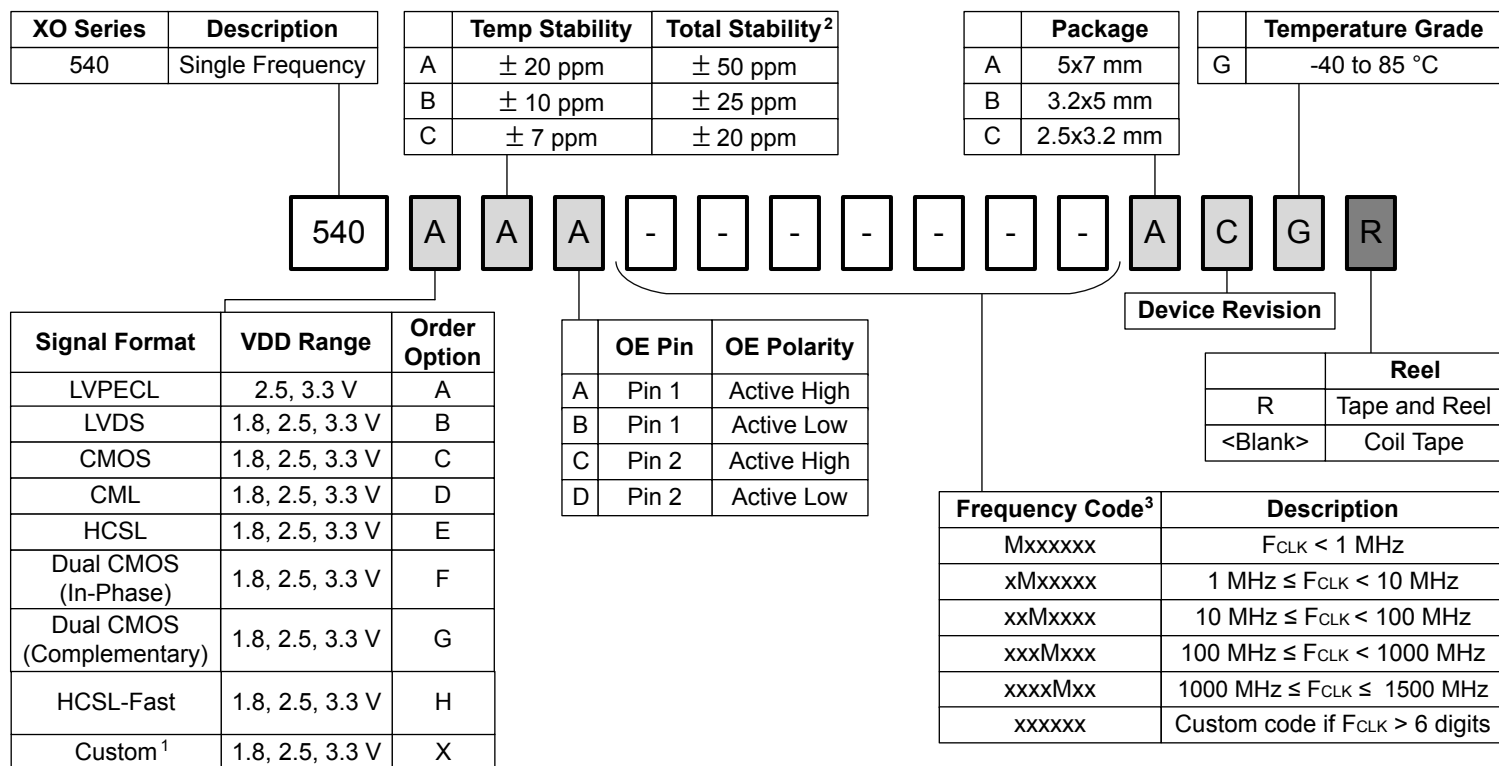 XO Series Description
540 Single Frequency
Temp Stability Total Stability2
A ± 20 ppm ± 50 ppm
B ± 10 ppm ± 25 ppm
C ± 7 ppm ± 20 ppm
Package
A 5x7 mm
B 3.2x5 mm
C 2.5x3.2 mm
Temperature Grade
G -40 to 85 °C
540 A A A - - - - - - - A C G R
Signal Format VDD Range Order Option
LVPECL 2.5, 3.3 V A
LVDS 1.8, 2.5, 3.3 V B
CMOS 1.8, 2.5, 3.3 V C
CML 1.8, 2.5, 3.3 V D
HCSL 1.8, 2.5, 3.3 V E
Dual CMOS (In-Phase) 1.8, 2.5, 3.3 V F
Dual CMOS (Complementary) 1.8, 2.5, 3.3 V G
HCSL-Fast 1.8, 2.5, 3.3 V H
Custom 1 1.8, 2.5, 3.3 V X
OE Pin OE Polarity
A Pin 1 Active High
B Pin 1 Active Low
C Pin 2 Active High
D Pin 2 Active Low
Device Revision
Reel
R Tape and Reel
<Blank> Coil Tape
Frequency Code3 Description
Mxxxxxx FCLK < 1 MHz
xMxxxxx 1 MHz ≤ FCLK < 10 MHz
xxMxxxx 10 MHz ≤ FCLK < 100 MHz
xxxMxxx 100 MHz ≤ FCLK < 1000 MHz
xxxxMxx 1000 MHz ≤ FCLK ≤ 1500 MHz
xxxxxx Custom code if FCLK > 6 digits